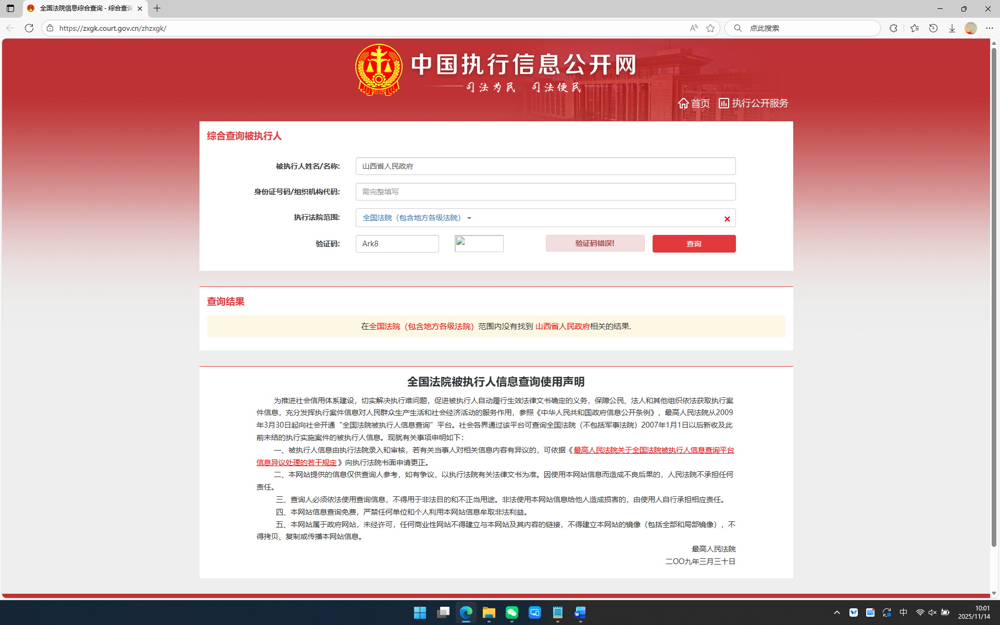 全国法院信息综合查询 - 综合查询
https://zxgk.court.gov.cn/zhzxgk/
点此搜索
中国执行信息公开网
司法为民 司法便民
首页 执行公开服务
综合查询被执行人
被执行人姓名/名称: 山西省人民政府
身份证号码/组织机构代码: 需完整填写
执行法院范围: 全国法院（包含地方各级法院）
验证码: Ark8 验证码错误! 查询
查询结果
在全国法院（包含地方各级法院）范围内没有找到 山西省人民政府相关的结果.
全国法院被执行人信息查询使用声明
为推进社会信用体系建设，切实解决执行难问题，促进被执行人自动履行生效法律文书确定的义务，保障公民、法人和其他组织依法获取执行案
件信息，充分发挥执行案件信息对人民群众生产生活和社会经济活动的服务作用，参照《中华人民共和国政府信息公开条例》，最高人民法院从2009
年3月30日起向社会开通“全国法院被执行人信息查询”平台。社会各界通过该平台可查询全国法院（不包括军事法院）2007年1月1日以后新收及此
前未结的执行实施案件的被执行人信息。现就有关事项申明如下：
一、被执行人信息由执行法院录入和审核，若有关当事人对相关信息内容有异议的，可依据《最高人民法院关于全国法院被执行人信息查询平台
信息异议处理的若干规定》向执行法院书面申请更正。
二、本网站提供的信息仅供查询人参考，如有争议，以执行法院有关法律文书为准。因使用本网站信息而造成不良后果的，人民法院不承担任何
责任。
三、查询人必须依法使用查询信息，不得用于非法目的和不正当用途。非法使用本网站信息给他人造成损害的，由使用人自行承担相应责任。
四、本网站信息查询免费，严禁任何单位和个人利用本网站信息牟取非法利益。
五、本网站属于政府网站，未经许可，任何商业性网站不得建立与本网站及其内容的链接，不得建立本网站的镜像（包括全部和局部镜像），不
得拷贝、复制或传播本网站信息。
最高人民法院
二〇〇九年三月三十日
中
10:01
2025/11/14